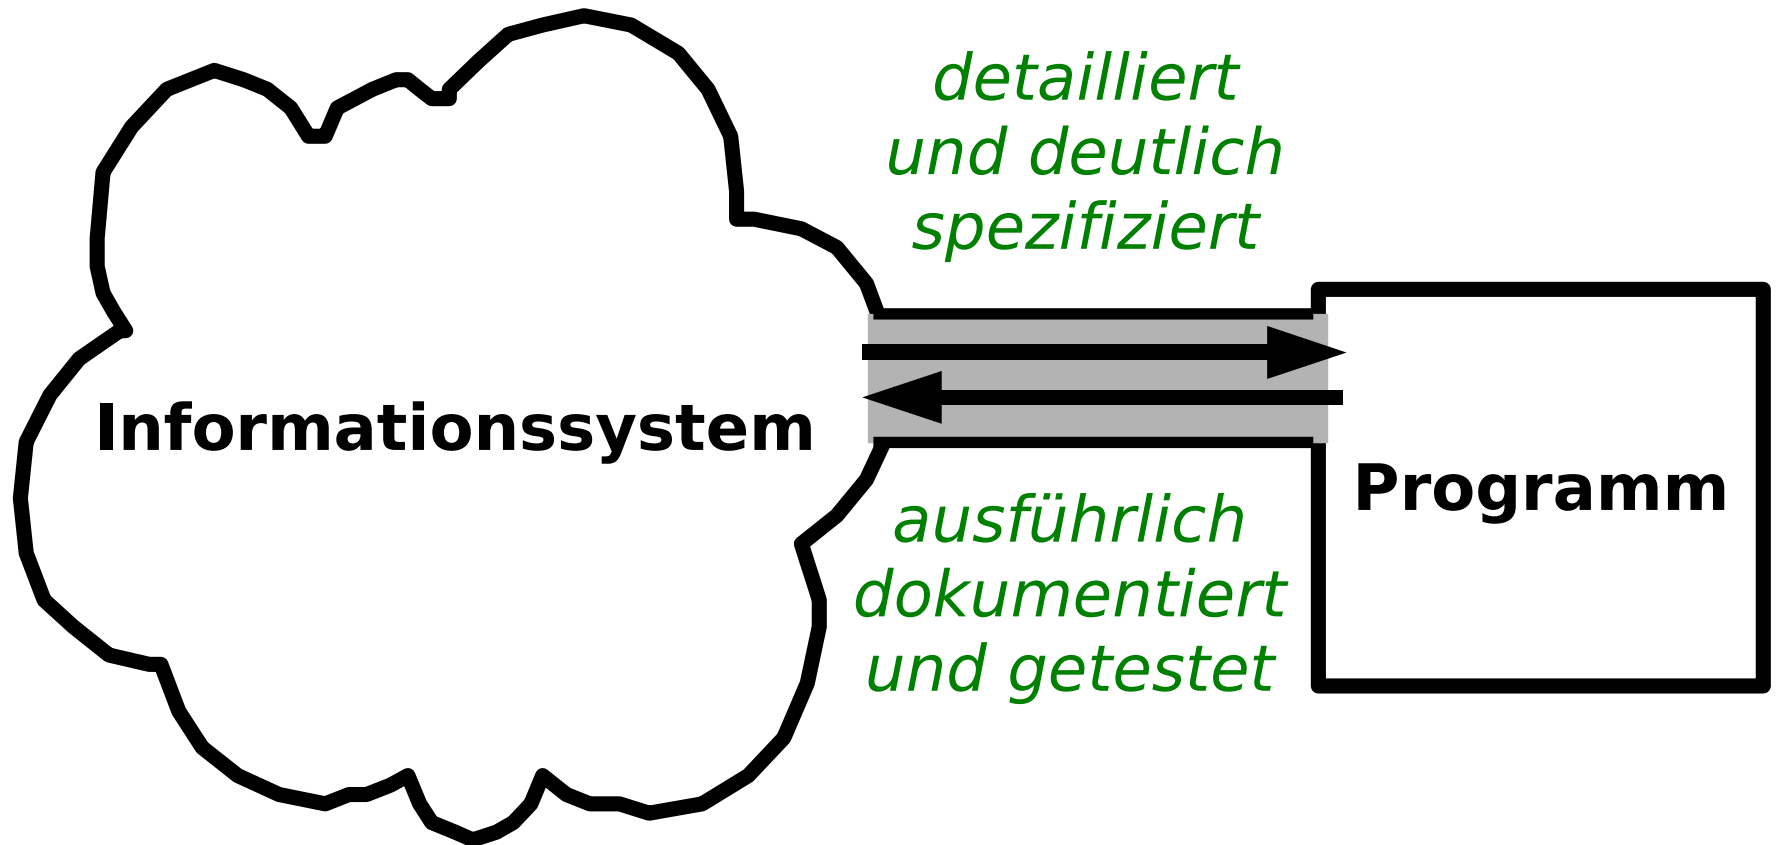 detailliert
und deutlich
spezifiziert
Informationssystem
Programm
ausführlich
dokumentiert
und getestet